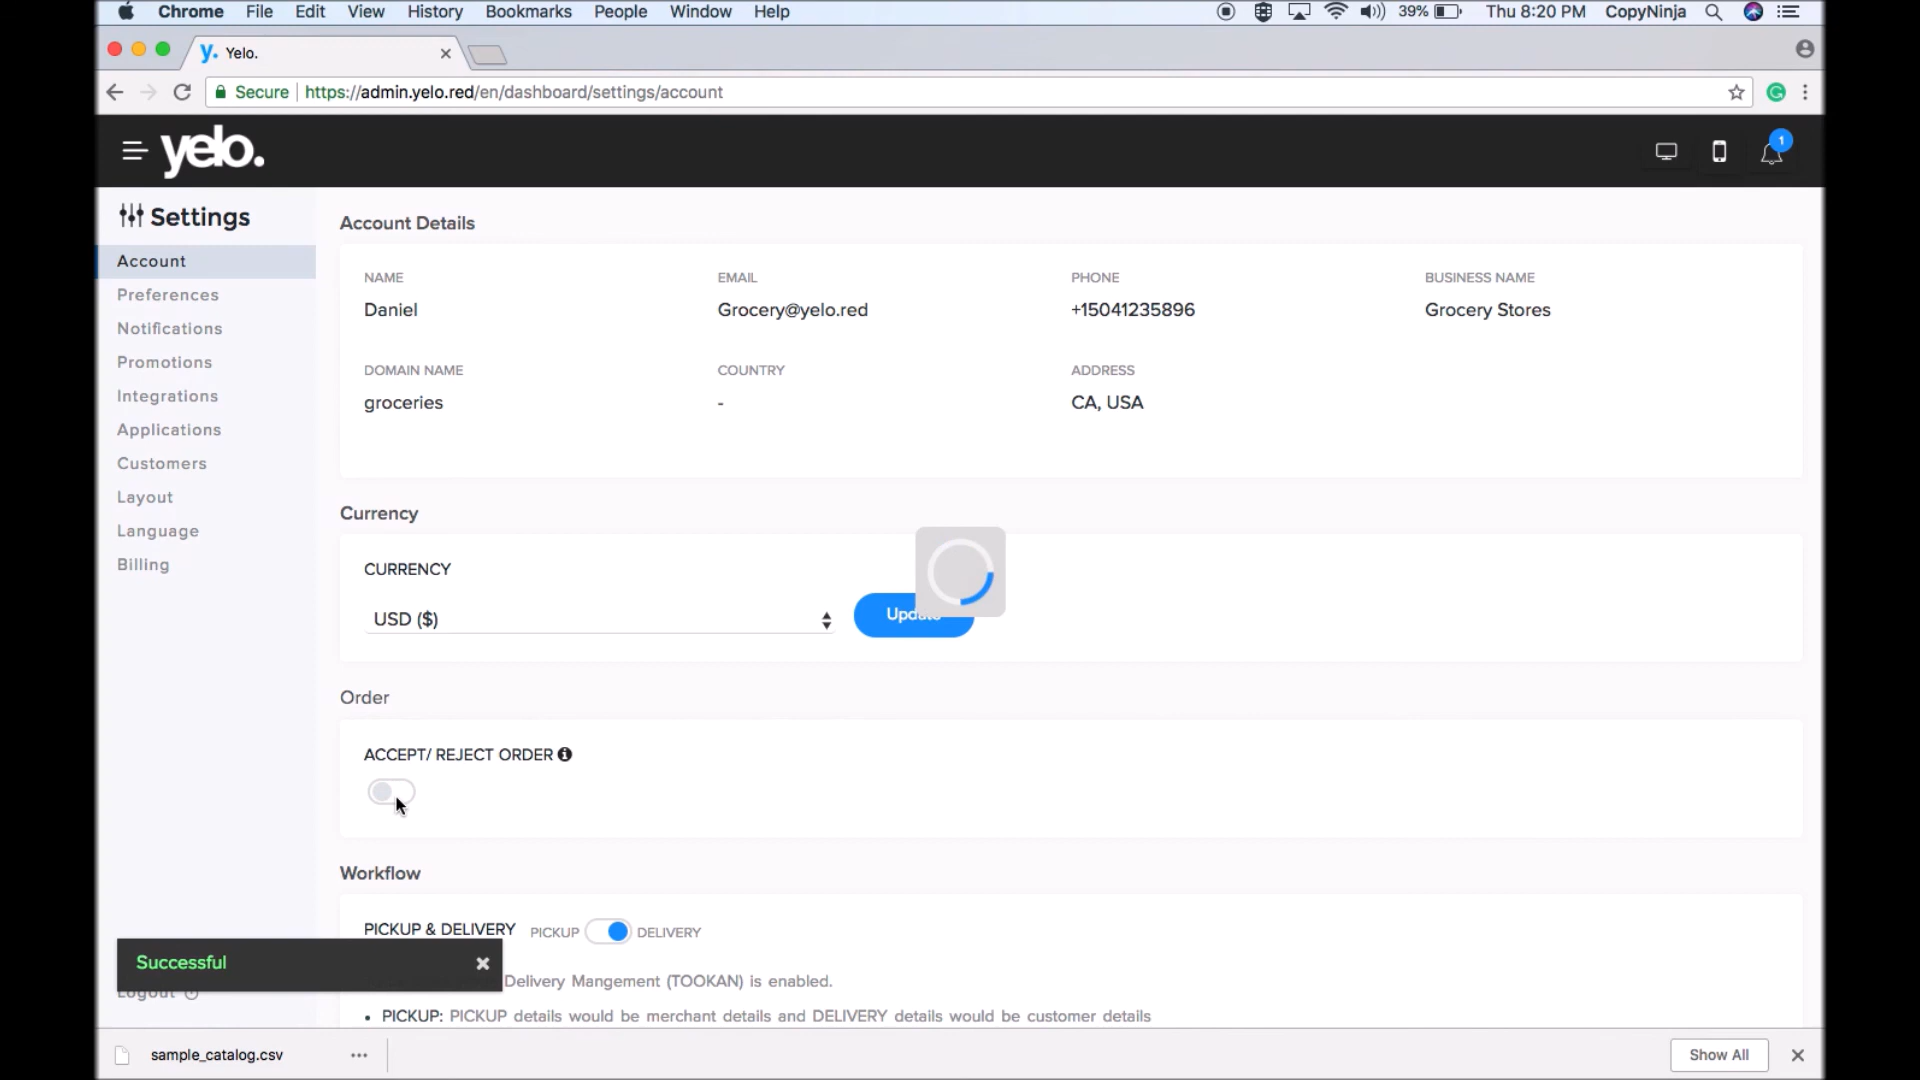 Chrome File Edit View History Bookmarks People Window Help 39% Thu 8:20 PM CopyNinja
y. Yelo.
Secure https://admin.yelo.red/en/dashboard/settings/account
yelo. 1
Settings
Account
Preferences
Notifications
Promotions
Integrations
Applications
Customers
Layout
Language
Billing
Logout
Account Details
NAME EMAIL PHONE BUSINESS NAME
Daniel Grocery@yelo.red +15041235896 Grocery Stores
DOMAIN NAME COUNTRY ADDRESS
groceries - CA, USA
Currency
CURRENCY
USD ($) Update
Order
ACCEPT/ REJECT ORDER
Workflow
PICKUP & DELIVERY PICKUP DELIVERY
Successful
Delivery Mangement (TOOKAN) is enabled.
• PICKUP: PICKUP details would be merchant details and DELIVERY details would be customer details
sample_catalog.csv Show All